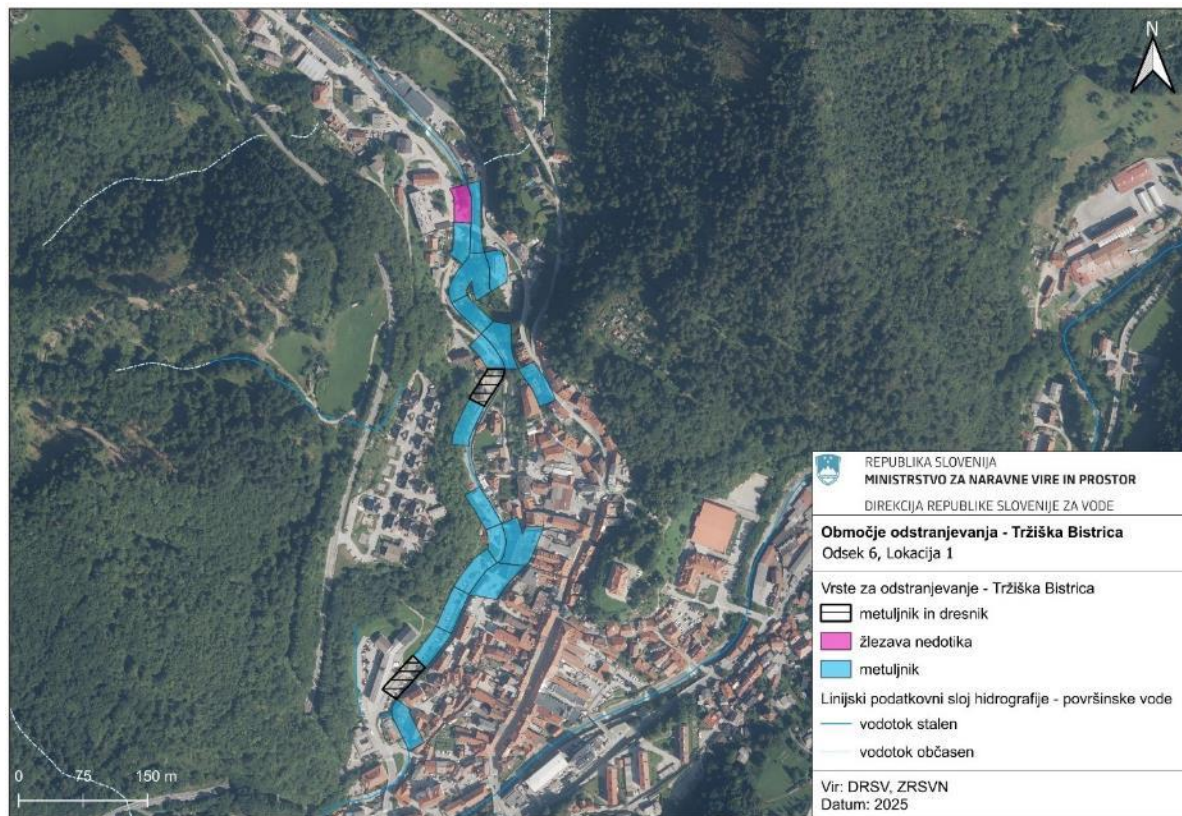 N
REPUBLIKA SLOVENIJA
MINISTRSTVO ZA NARAVNE VIRE IN PROSTOR
DIREKCIJA REPUBLIKE SLOVENIJE ZA VODE
Območje odstranjevanja - Tržiška Bistrica
Odsek 6, Lokacija 1
Vrste za odstranjevanje - Tržiška Bistrica
metuljnik in dresnik
žlezava nedotika
metuljnik
Linijski podatkovni sloj hidrografije - površinske vode
vodotok stalen
vodotok občasen
Vir: DRSV, ZRSVN
Datum: 2025
0 75 150 m